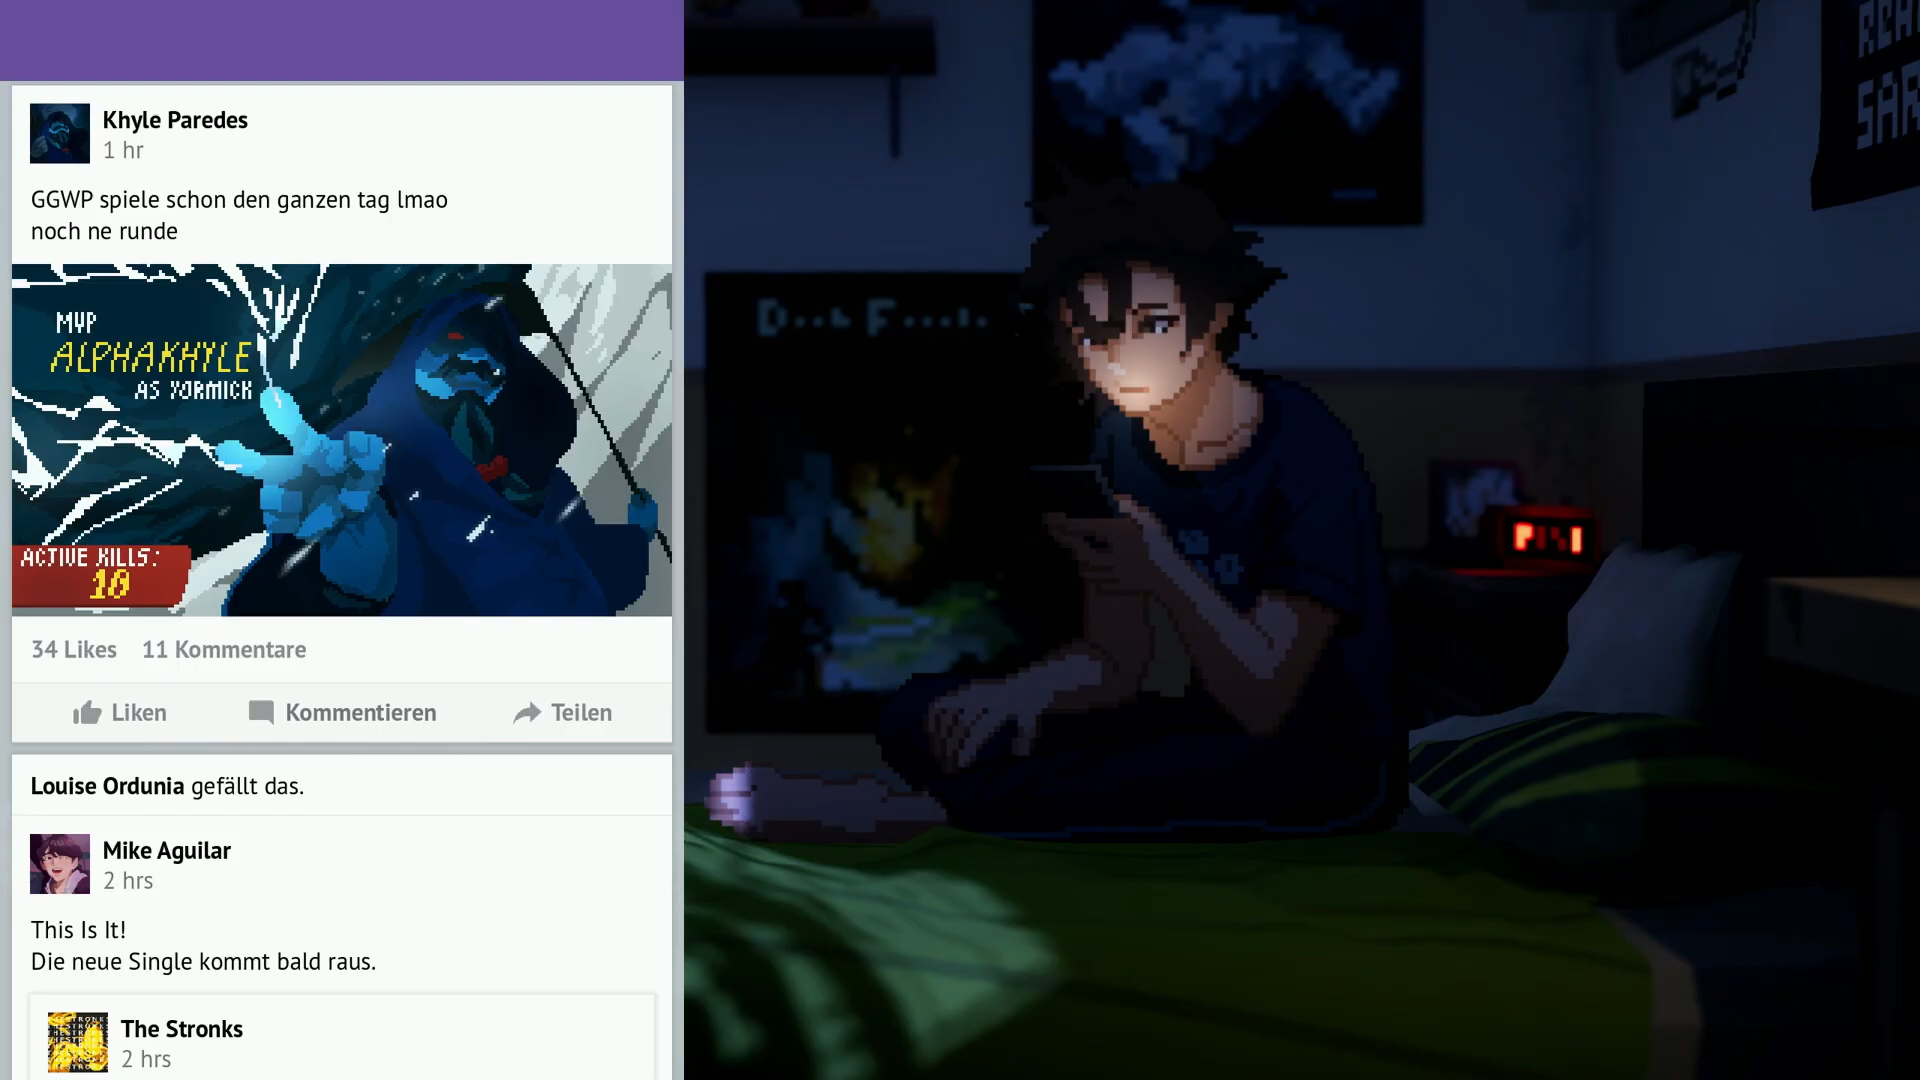 Khyle Paredes
1 hr
GGWP spiele schon den ganzen tag lmao
noch ne runde
MVP
ALPHAKHYLE
AS YORMICK
ACTIVE KILLS:
10
34 Likes 11 Kommentare
Liken Kommentieren Teilen
Louise Ordunia gefällt das.
Mike Aguilar
2 hrs
This Is It!
Die neue Single kommt bald raus.
The Stronks
2 hrs